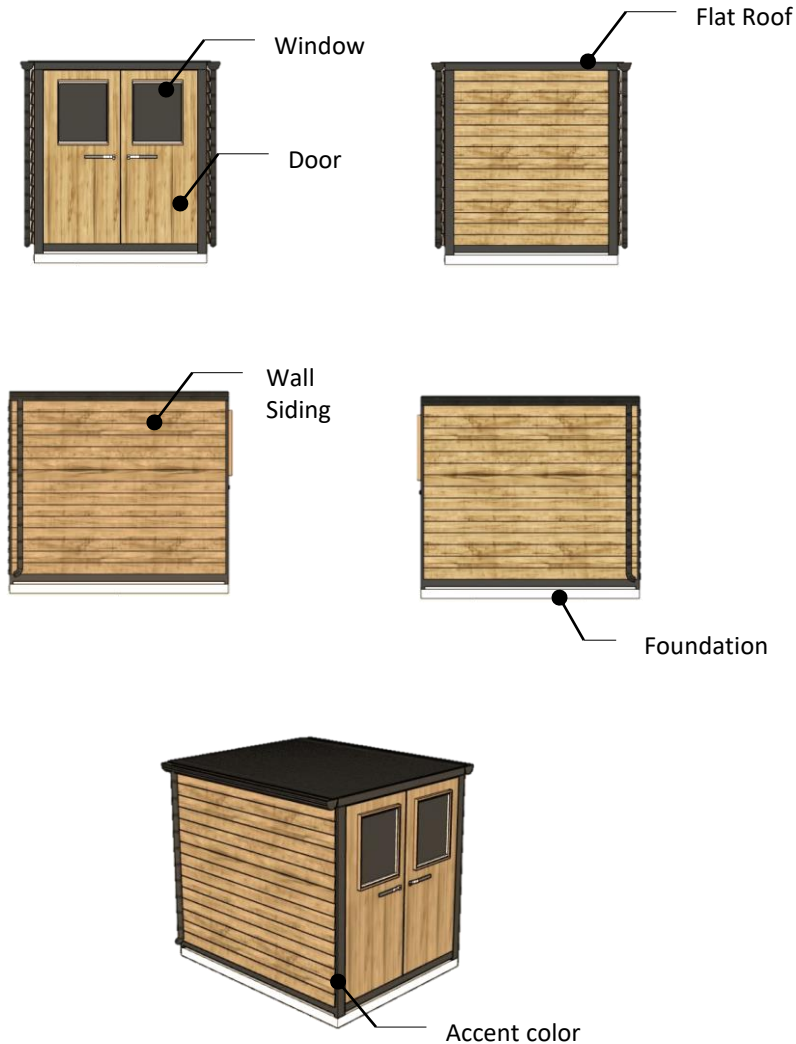 Flat Roof
Window
Door
Wall
Siding
Foundation
Accent color